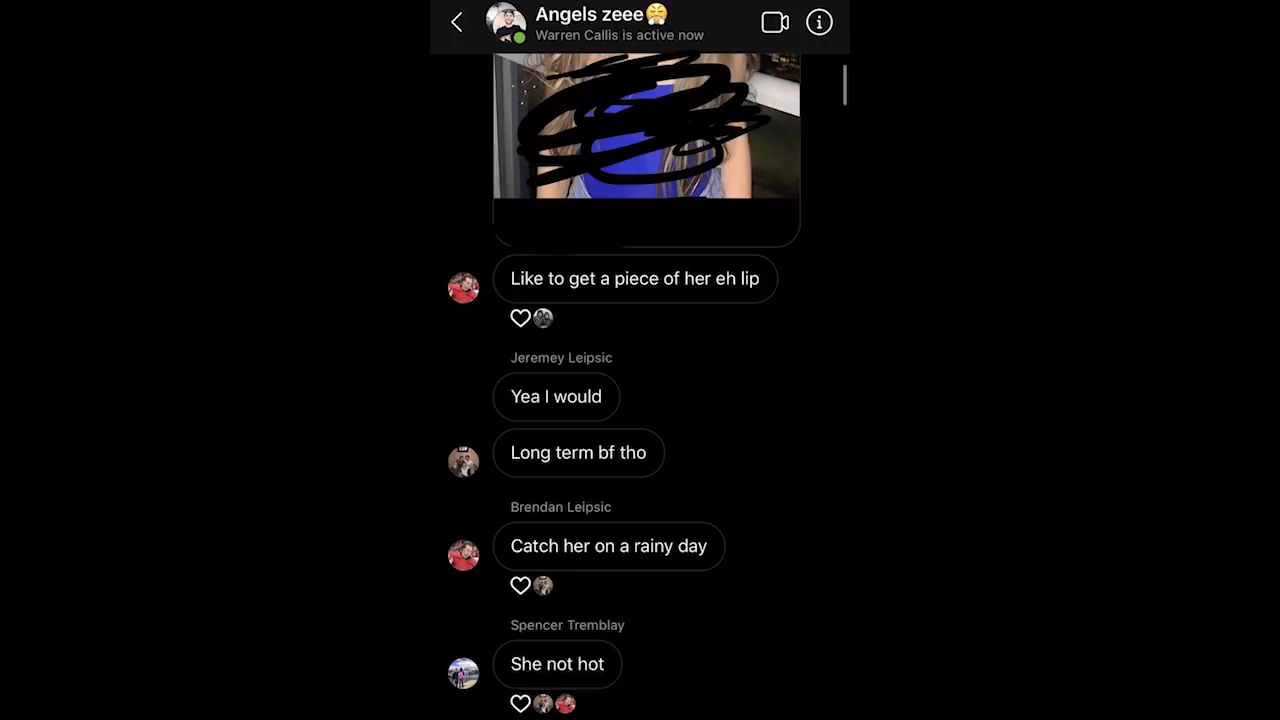 Angels zeee😤
Warren Callis is active now
Like to get a piece of her eh lip
Jeremey Leipsic
Yea I would
Long term bf tho
Brendan Leipsic
Catch her on a rainy day
Spencer Tremblay
She not hot